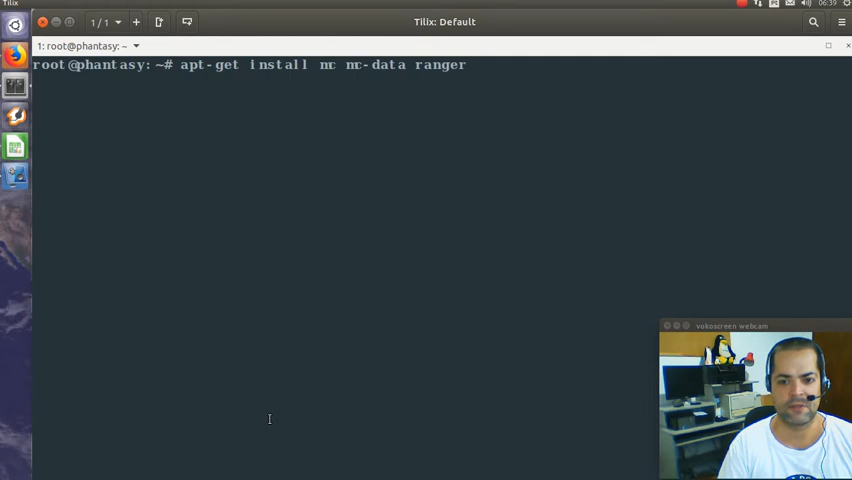 Tilix
06:39
1 / 1
Tilix: Default
1: root@phantasy: ~
root@phantasy: ~# apt-get install mc mc-data ranger
vokoscreen webcam